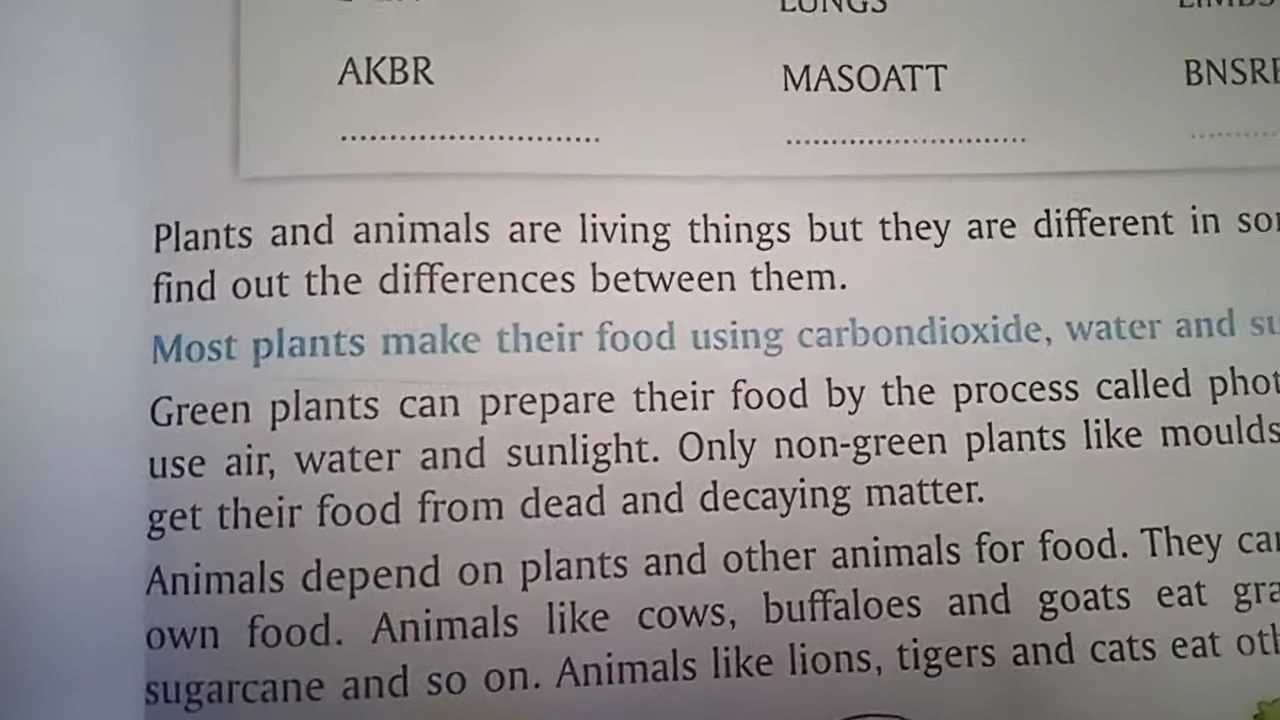 LUNGS
AKBR MASOATT
Plants and animals are living things but they are different in
find out the differences between them.
Most plants make their food using carbondioxide, water and
Green plants can prepare their food by the process called
use air, water and sunlight. Only non-green plants like moulds
get their food from dead and decaying matter.
Animals depend on plants and other animals for food. They
own food. Animals like cows, buffaloes and goats eat
sugarcane and so on. Animals like lions, tigers and cats eat